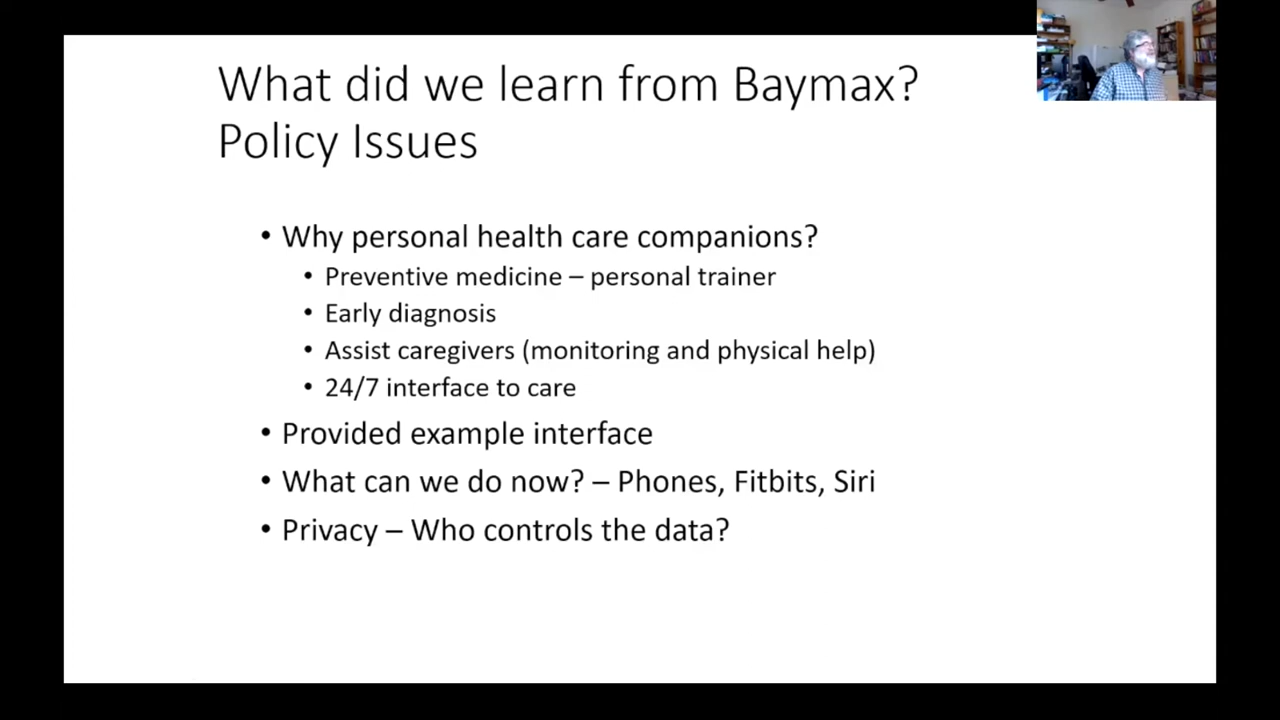 What did we learn from Baymax?
Policy Issues
• Why personal health care companions?
• Preventive medicine – personal trainer
• Early diagnosis
• Assist caregivers (monitoring and physical help)
• 24/7 interface to care
• Provided example interface
• What can we do now? – Phones, Fitbits, Siri
• Privacy – Who controls the data?